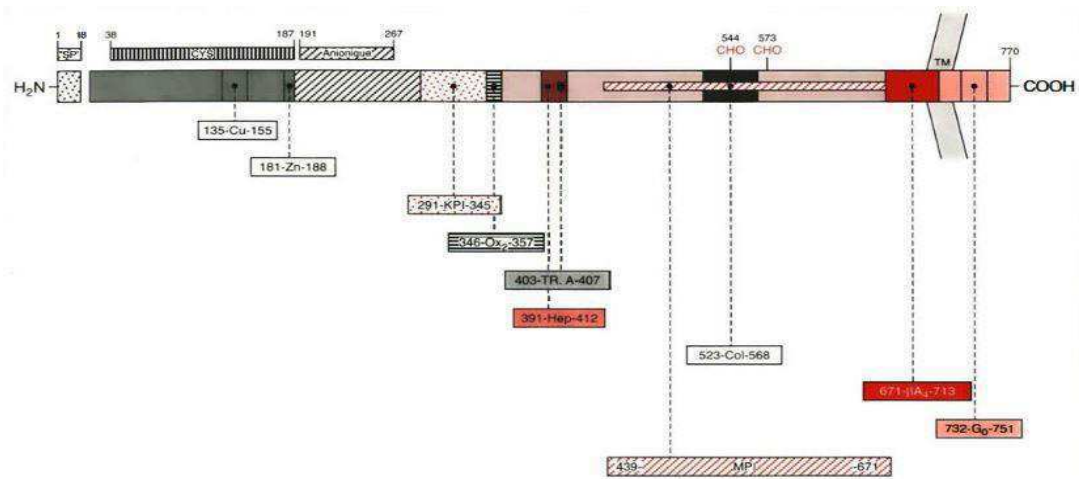 1 18 38 187 191 267 544 573 770
"SP" CYS "Anionique" CHO CHO TM
H₂N COOH
135-Cu-155
181-Zn-188
291-KPI-345
346-Ox₂-357
403-TR. A-407
391-Hep-412
523-Col-568
671-βA₄-713
732-G₀-751
439- MPI -671